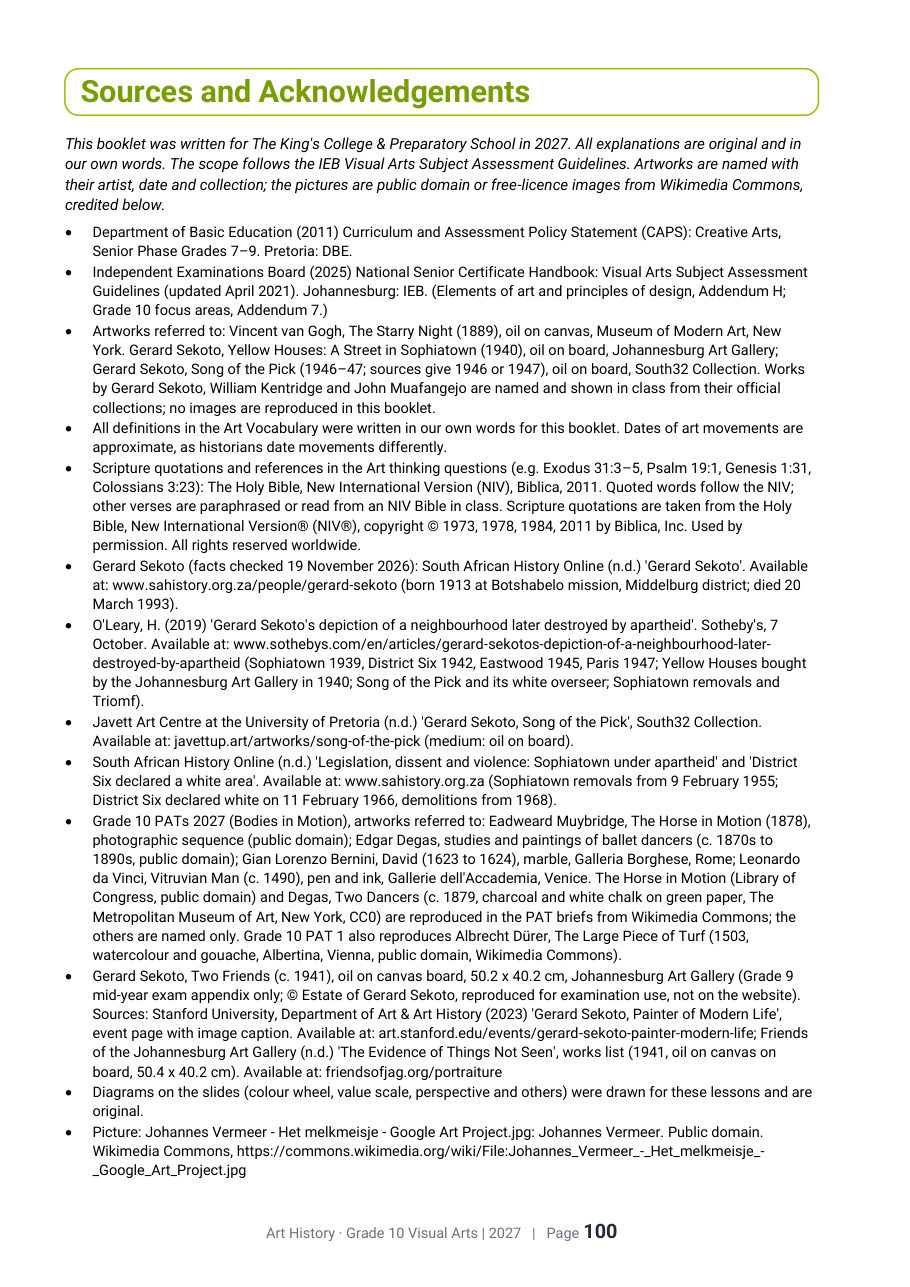 Sources and Acknowledgements
This booklet was written for The King's College & Preparatory School in 2027. All explanations are original and in
our own words. The scope follows the IEB Visual Arts Subject Assessment Guidelines. Artworks are named with
their artist, date and collection; the pictures are public domain or free-licence images from Wikimedia Commons,
credited below.
• Department of Basic Education (2011) Curriculum and Assessment Policy Statement (CAPS): Creative Arts,
Senior Phase Grades 7–9. Pretoria: DBE.
• Independent Examinations Board (2025) National Senior Certificate Handbook: Visual Arts Subject Assessment
Guidelines (updated April 2021). Johannesburg: IEB. (Elements of art and principles of design, Addendum H;
Grade 10 focus areas, Addendum 7.)
• Artworks referred to: Vincent van Gogh, The Starry Night (1889), oil on canvas, Museum of Modern Art, New
York. Gerard Sekoto, Yellow Houses: A Street in Sophiatown (1940), oil on board, Johannesburg Art Gallery;
Gerard Sekoto, Song of the Pick (1946–47; sources give 1946 or 1947), oil on board, South32 Collection. Works
by Gerard Sekoto, William Kentridge and John Muafangejo are named and shown in class from their official
collections; no images are reproduced in this booklet.
• All definitions in the Art Vocabulary were written in our own words for this booklet. Dates of art movements are
approximate, as historians date movements differently.
• Scripture quotations and references in the Art thinking questions (e.g. Exodus 31:3–5, Psalm 19:1, Genesis 1:31,
Colossians 3:23): The Holy Bible, New International Version (NIV), Biblica, 2011. Quoted words follow the NIV;
other verses are paraphrased or read from an NIV Bible in class. Scripture quotations are taken from the Holy
Bible, New International Version® (NIV®), copyright © 1973, 1978, 1984, 2011 by Biblica, Inc. Used by
permission. All rights reserved worldwide.
• Gerard Sekoto (facts checked 19 November 2026): South African History Online (n.d.) 'Gerard Sekoto'. Available
at: www.sahistory.org.za/people/gerard-sekoto (born 1913 at Botshabelo mission, Middelburg district; died 20
March 1993).
• O'Leary, H. (2019) 'Gerard Sekoto's depiction of a neighbourhood later destroyed by apartheid'. Sotheby's, 7
October. Available at: www.sothebys.com/en/articles/gerard-sekotos-depiction-of-a-neighbourhood-later-
destroyed-by-apartheid (Sophiatown 1939, District Six 1942, Eastwood 1945, Paris 1947; Yellow Houses bought
by the Johannesburg Art Gallery in 1940; Song of the Pick and its white overseer; Sophiatown removals and
Triomf).
• Javett Art Centre at the University of Pretoria (n.d.) 'Gerard Sekoto, Song of the Pick', South32 Collection.
Available at: javettup.art/artworks/song-of-the-pick (medium: oil on board).
• South African History Online (n.d.) 'Legislation, dissent and violence: Sophiatown under apartheid' and 'District
Six declared a white area'. Available at: www.sahistory.org.za (Sophiatown removals from 9 February 1955;
District Six declared white on 11 February 1966, demolitions from 1968).
• Grade 10 PATs 2027 (Bodies in Motion), artworks referred to: Eadweard Muybridge, The Horse in Motion (1878),
photographic sequence (public domain); Edgar Degas, studies and paintings of ballet dancers (c. 1870s to
1890s, public domain); Gian Lorenzo Bernini, David (1623 to 1624), marble, Galleria Borghese, Rome; Leonardo
da Vinci, Vitruvian Man (c. 1490), pen and ink, Gallerie dell'Accademia, Venice. The Horse in Motion (Library of
Congress, public domain) and Degas, Two Dancers (c. 1879, charcoal and white chalk on green paper, The
Metropolitan Museum of Art, New York, CC0) are reproduced in the PAT briefs from Wikimedia Commons; the
others are named only. Grade 10 PAT 1 also reproduces Albrecht Dürer, The Large Piece of Turf (1503,
watercolour and gouache, Albertina, Vienna, public domain, Wikimedia Commons).
• Gerard Sekoto, Two Friends (c. 1941), oil on canvas board, 50.2 x 40.2 cm, Johannesburg Art Gallery (Grade 9
mid-year exam appendix only; © Estate of Gerard Sekoto, reproduced for examination use, not on the website).
Sources: Stanford University, Department of Art & Art History (2023) 'Gerard Sekoto, Painter of Modern Life',
event page with image caption. Available at: art.stanford.edu/events/gerard-sekoto-painter-modern-life; Friends
of the Johannesburg Art Gallery (n.d.) 'The Evidence of Things Not Seen', works list (1941, oil on canvas on
board, 50.4 x 40.2 cm). Available at: friendsofjag.org/portraiture
• Diagrams on the slides (colour wheel, value scale, perspective and others) were drawn for these lessons and are
original.
• Picture: Johannes Vermeer - Het melkmeisje - Google Art Project.jpg: Johannes Vermeer. Public domain.
Wikimedia Commons, https://commons.wikimedia.org/wiki/File:Johannes_Vermeer_-_Het_melkmeisje_-
_Google_Art_Project.jpg
Art History · Grade 10 Visual Arts | 2027 | Page 100